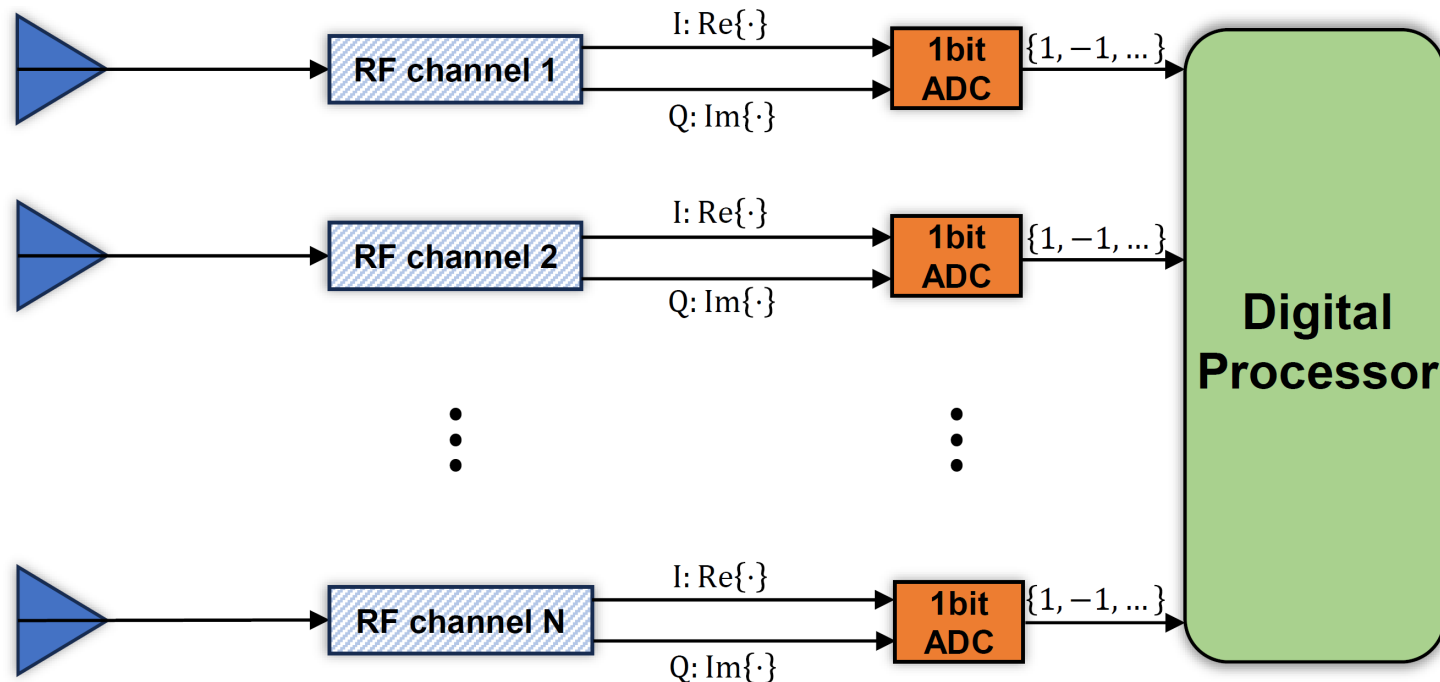 I: Re{·}
RF channel 1
1bit
ADC
{1, −1, …}
Q: Im{·}
I: Re{·}
RF channel 2
1bit
ADC
{1, −1, …}
Q: Im{·}
Digital
Processor
I: Re{·}
RF channel N
1bit
ADC
{1, −1, …}
Q: Im{·}